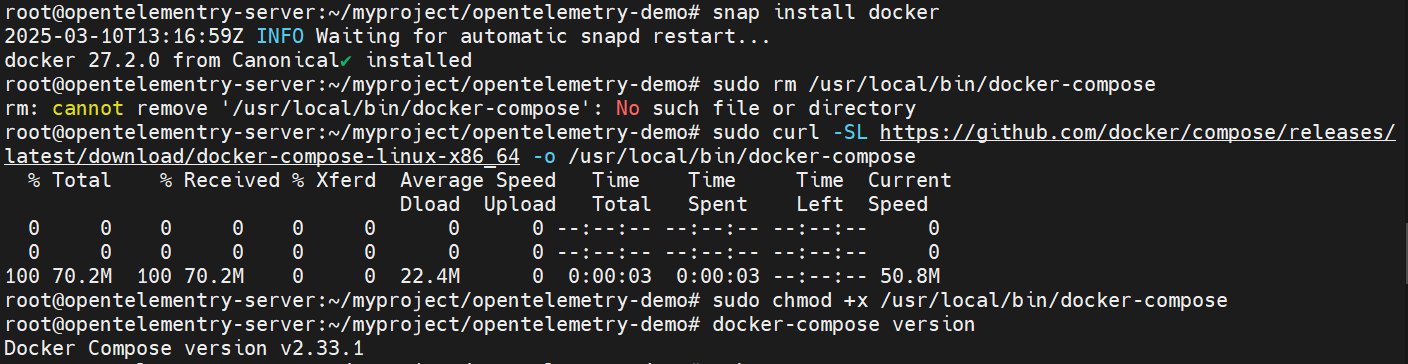 root@opentelementry-server:~/myproject/opentelemetry-demo# snap install docker
2025-03-10T13:16:59Z INFO Waiting for automatic snapd restart...
docker 27.2.0 from Canonical✔ installed
root@opentelementry-server:~/myproject/opentelemetry-demo# sudo rm /usr/local/bin/docker-compose
rm: cannot remove '/usr/local/bin/docker-compose': No such file or directory
root@opentelementry-server:~/myproject/opentelemetry-demo# sudo curl -SL https://github.com/docker/compose/releases/
latest/download/docker-compose-linux-x86_64 -o /usr/local/bin/docker-compose
  % Total    % Received % Xferd  Average Speed   Time    Time     Time  Current
                                 Dload  Upload   Total   Spent    Left  Speed
  0     0    0     0    0     0      0      0 --:--:-- --:--:-- --:--:--     0
  0     0    0     0    0     0      0      0 --:--:-- --:--:-- --:--:--     0
100 70.2M  100 70.2M    0     0  22.4M      0  0:00:03  0:00:03 --:--:-- 50.8M
root@opentelementry-server:~/myproject/opentelemetry-demo# sudo chmod +x /usr/local/bin/docker-compose
root@opentelementry-server:~/myproject/opentelemetry-demo# docker-compose version
Docker Compose version v2.33.1